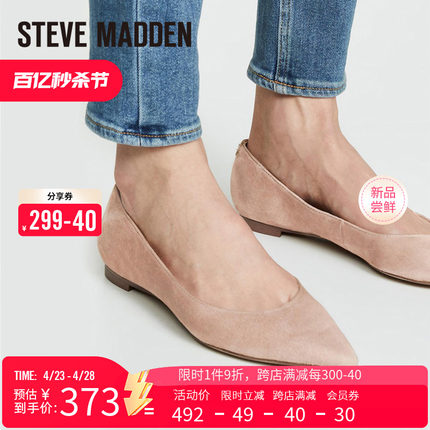 STEVE MADDEN
百亿秒杀节
分享券
¥299-40
新品
尝鲜
TIME: 4/23 - 4/28
限时1件9折，跨店满减每300-40
预估¥
到手价: 373
活动价 限时立减 跨店满减 会员券
492 - 49 - 40 - 30